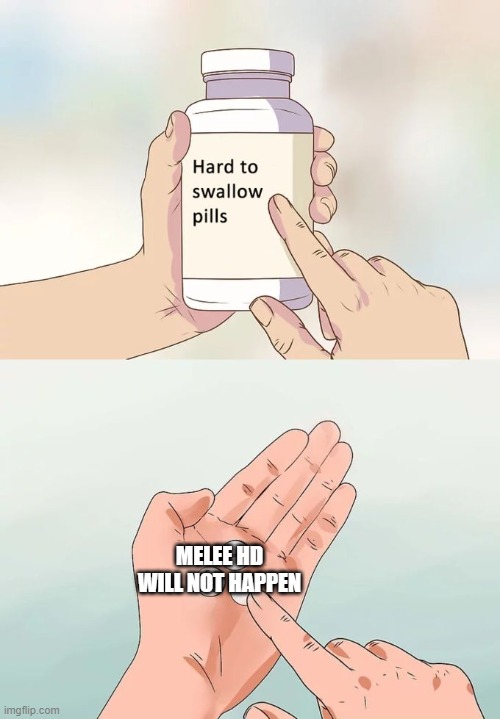 Hard to
swallow
pills
MELEE HD
WILL NOT HAPPEN
imgflip.com